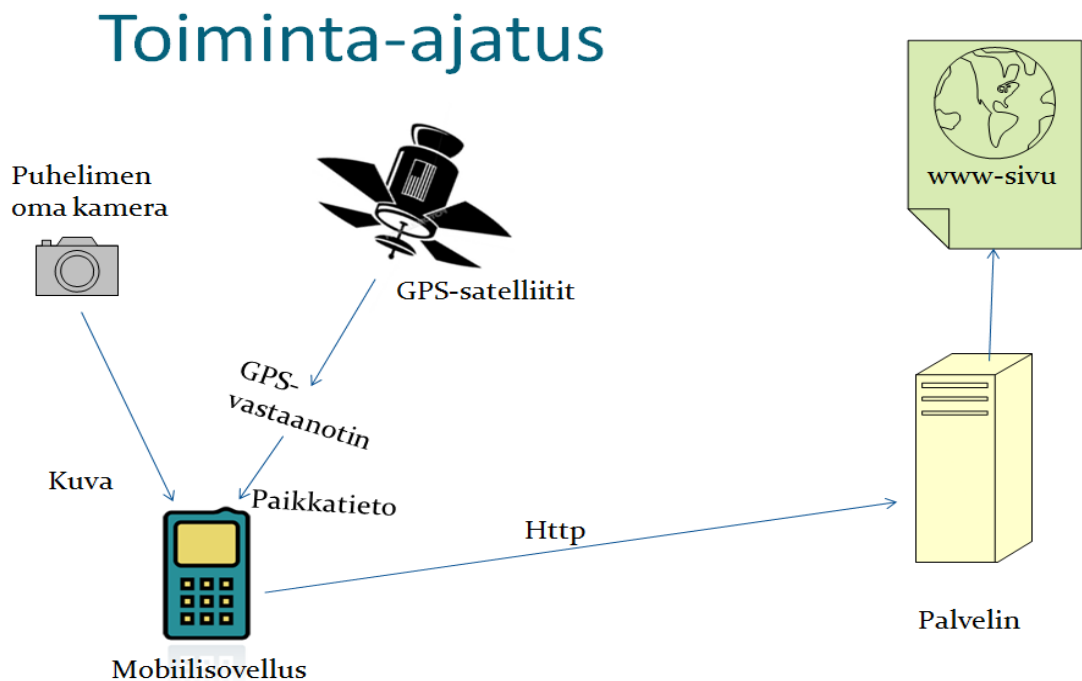 Toiminta-ajatus
Puhelimen
oma kamera
GPS-satelliitit
www-sivu
GPS-
vastaanotin
Kuva
Paikkatieto
Http
Mobiilisovellus
Palvelin